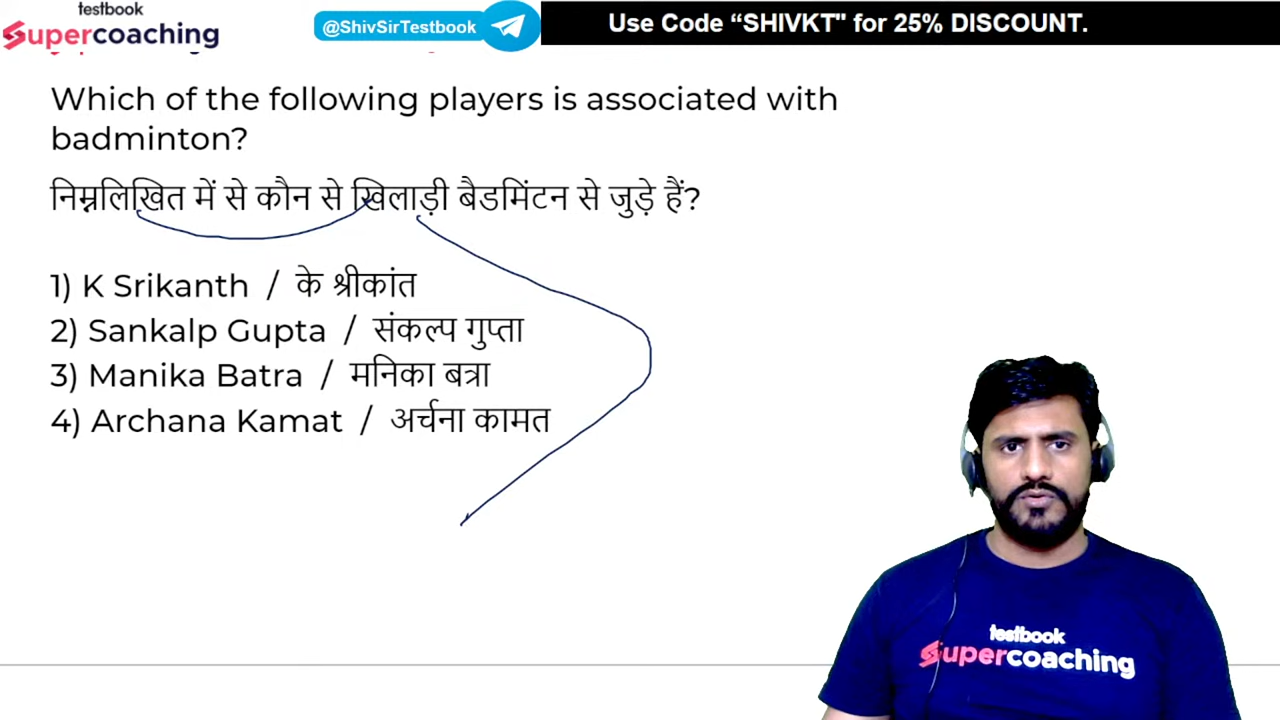 testbook
Supercoaching
@ShivSirTestbook
Use Code “SHIVKT" for 25% DISCOUNT.
Which of the following players is associated with
badminton?
निम्नलिखित में से कौन से खिलाड़ी बैडमिंटन से जुड़े हैं?
1) K Srikanth / के श्रीकांत
2) Sankalp Gupta / संकल्प गुप्ता
3) Manika Batra / मनिका बत्रा
4) Archana Kamat / अर्चना कामत
testbook
Supercoaching